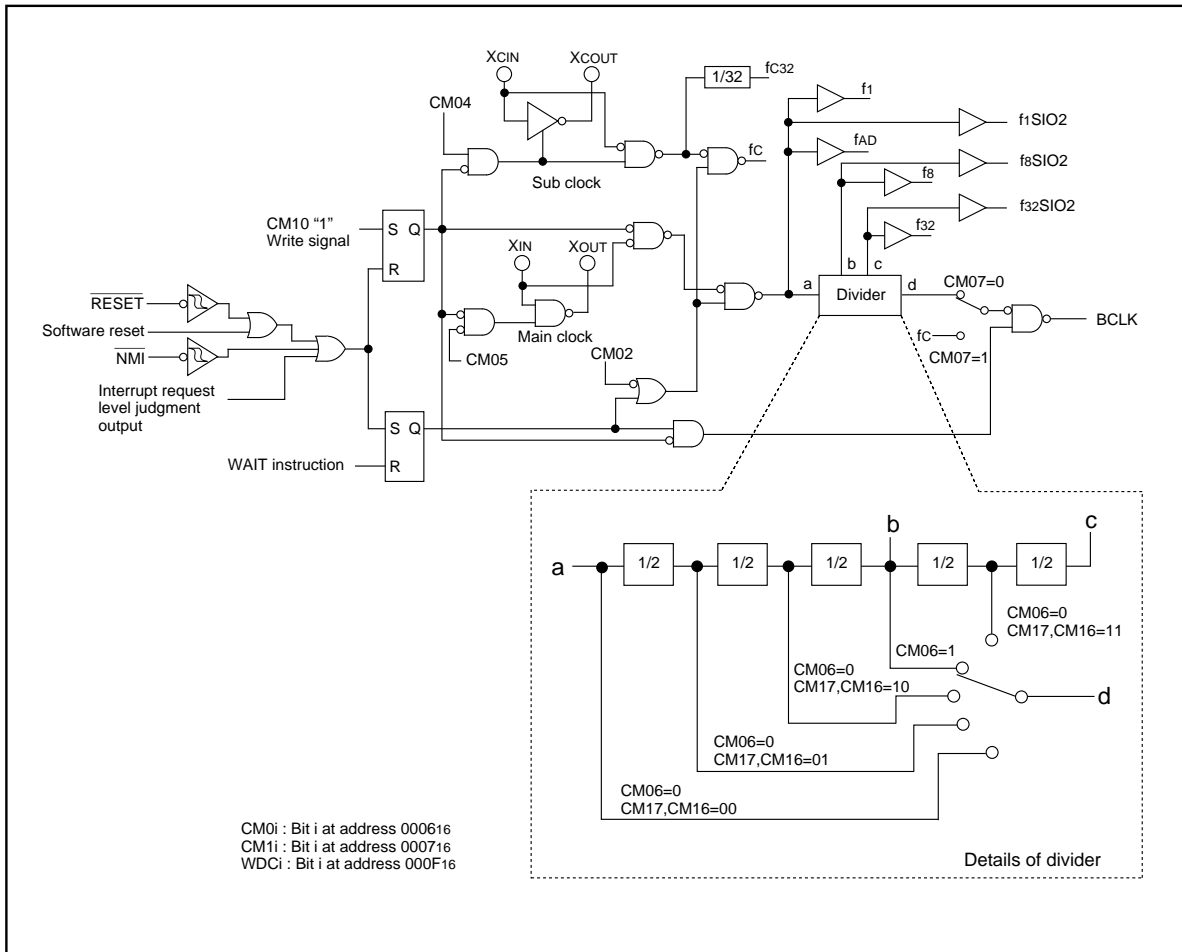 XCIN
XCOUT
1/32
fC32
f1
CM04
f1SIO2
fC
fAD
Sub clock
f8SIO2
f8
CM10 “1”
Write signal
S Q
R
XIN
XOUT
f32SIO2
f32
b
c
a
Divider
d
CM07=0
RESET
Software reset
NMI
Main clock
CM05
fC
CM07=1
BCLK
CM02
Interrupt request
level judgment
output
S Q
R
WAIT instruction
b
c
a
1/2
1/2
1/2
1/2
1/2
CM06=0
CM17,CM16=11
CM06=1
CM06=0
CM17,CM16=10
d
CM06=0
CM17,CM16=01
CM06=0
CM17,CM16=00
CM0i : Bit i at address 000616
CM1i : Bit i at address 000716
WDCi : Bit i at address 000F16
Details of divider